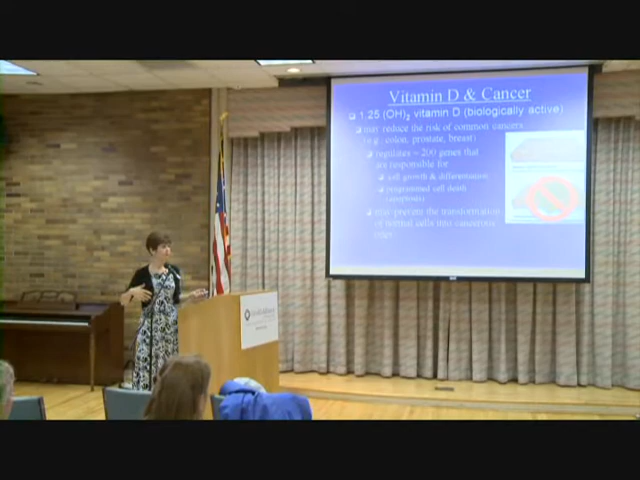 Vitamin D & Cancer
1.25 (OH)2 vitamin D (biologically active)
may reduce the risk of common cancers
(e.g.: colon, prostate, breast)
regulates ~ 200 genes that
are responsible for
cell growth & differentiation
programmed cell death
(apoptosis)
may prevent the transformation
of normal cells into cancerous
ones